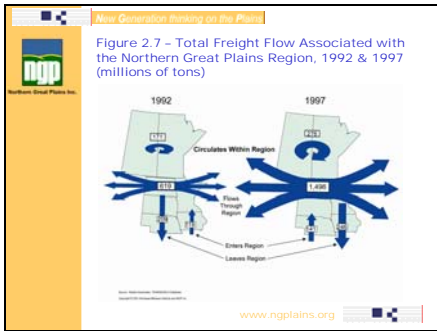 New Generation thinking on the Plains
ngp
Northern Great Plains Inc.
Figure 2.7 – Total Freight Flow Associated with
the Northern Great Plains Region, 1992 & 1997
(millions of tons)
1992
1997
171
Circulates Within Region
619
1,498
Flows
Through
Region
Enters Region
Leaves Region
www.ngplains.org